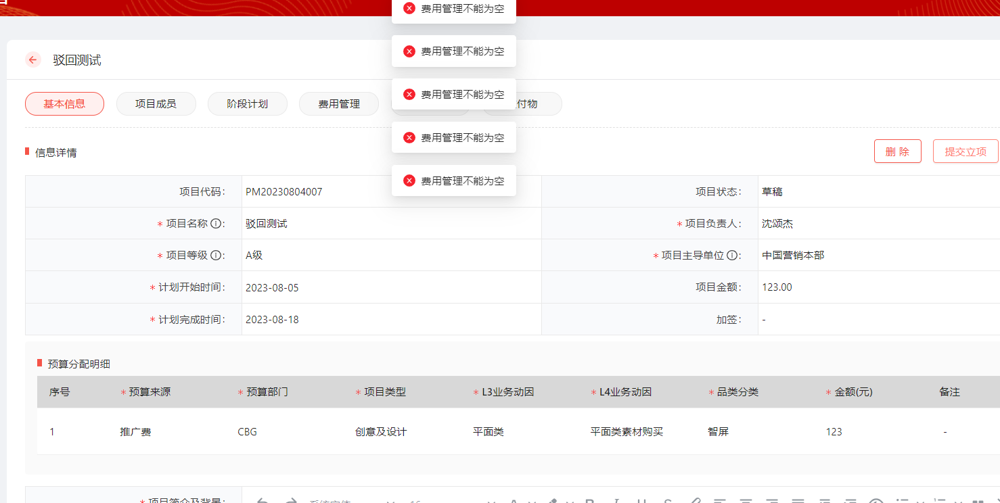 费用管理不能为空
驳回测试
费用管理不能为空
基本信息 项目成员 阶段计划 费用管理 费用管理不能为空 付物
费用管理不能为空
信息详情 删 除 提交立项
费用管理不能为空
项目代码: PM20230804007 项目状态: 草稿
* 项目名称 : 驳回测试 * 项目负责人: 沈颂杰
* 项目等级 : A级 * 项目主导单位 : 中国营销本部
* 计划开始时间: 2023-08-05 项目金额: 123.00
* 计划完成时间: 2023-08-18 加签: -
预算分配明细
序号 * 预算来源 * 预算部门 * 项目类型 * L3业务动因 * L4业务动因 * 品类分类 * 金额(元) 备注
1 推广费 CBG 创意及设计 平面类 平面类素材购买 智屏 123 -
* 项目简介及背景: